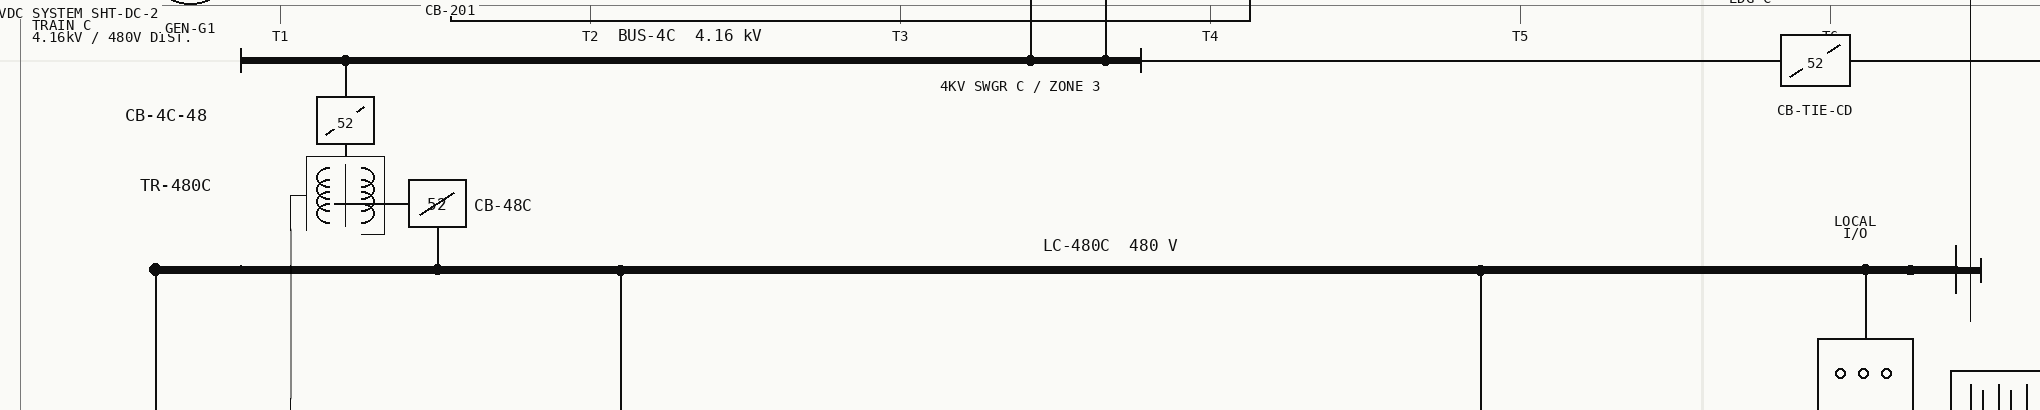 VDC SYSTEM SHT-DC-2
TRAIN C
4.16kV / 480V DIST.
GEN-G1
CB-201
T1
T2
BUS-4C 4.16 kV
T3
T4
T5
52
4KV SWGR C / ZONE 3
CB-TIE-CD
CB-4C-48
52
TR-480C
52
CB-48C
LOCAL
I/O
LC-480C 480 V